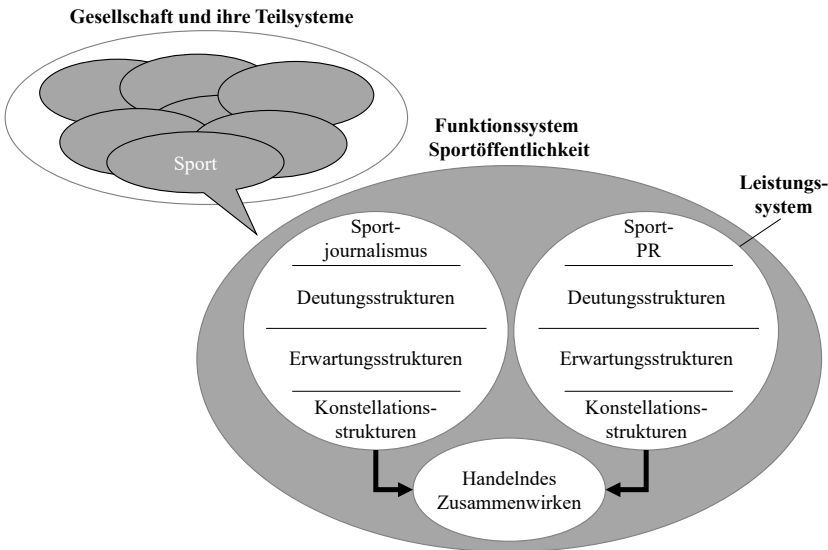 Gesellschaft und ihre Teilsysteme
Sport
Funktionssystem
Sportöffentlichkeit
Leistungs-
system
Sport-
journalismus
Deutungsstrukturen
Erwartungsstrukturen
Konstellations-
strukturen
Sport-
PR
Deutungsstrukturen
Erwartungsstrukturen
Konstellations-
strukturen
Handelndes
Zusammenwirken